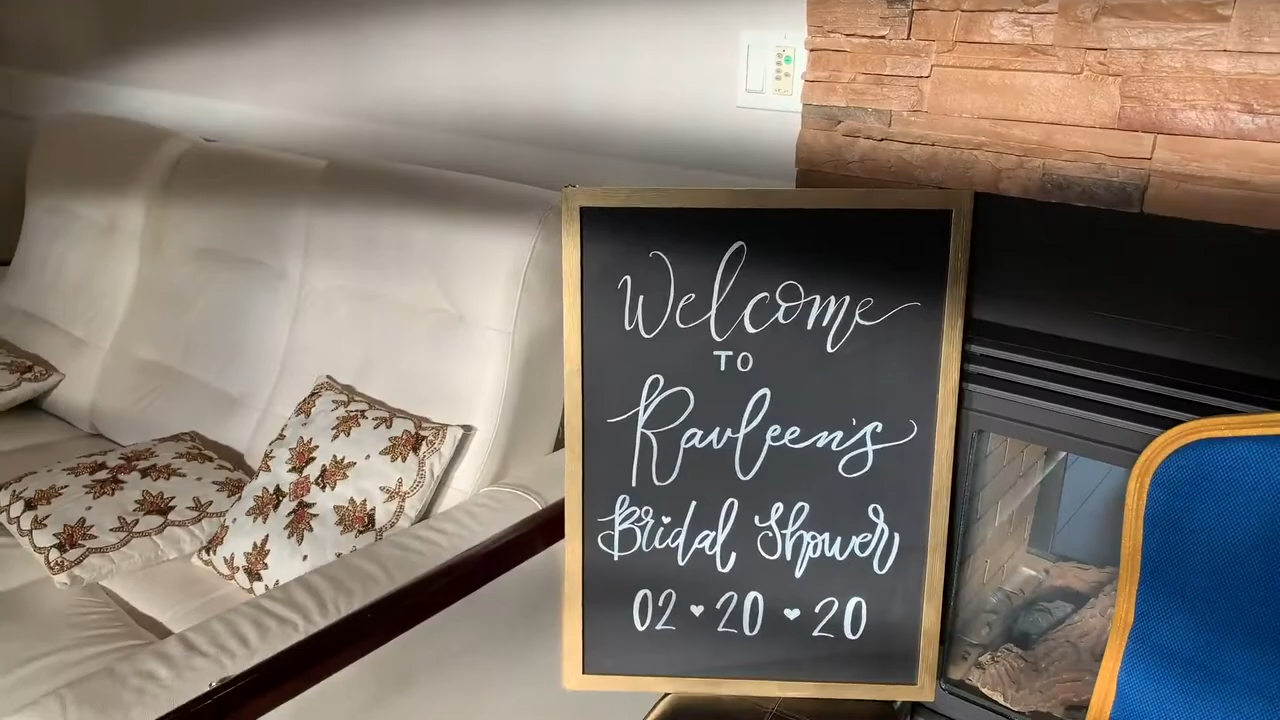 Welcome
TO
Ravleen's
Bridal Shower
02 ♥ 20 ♥ 20